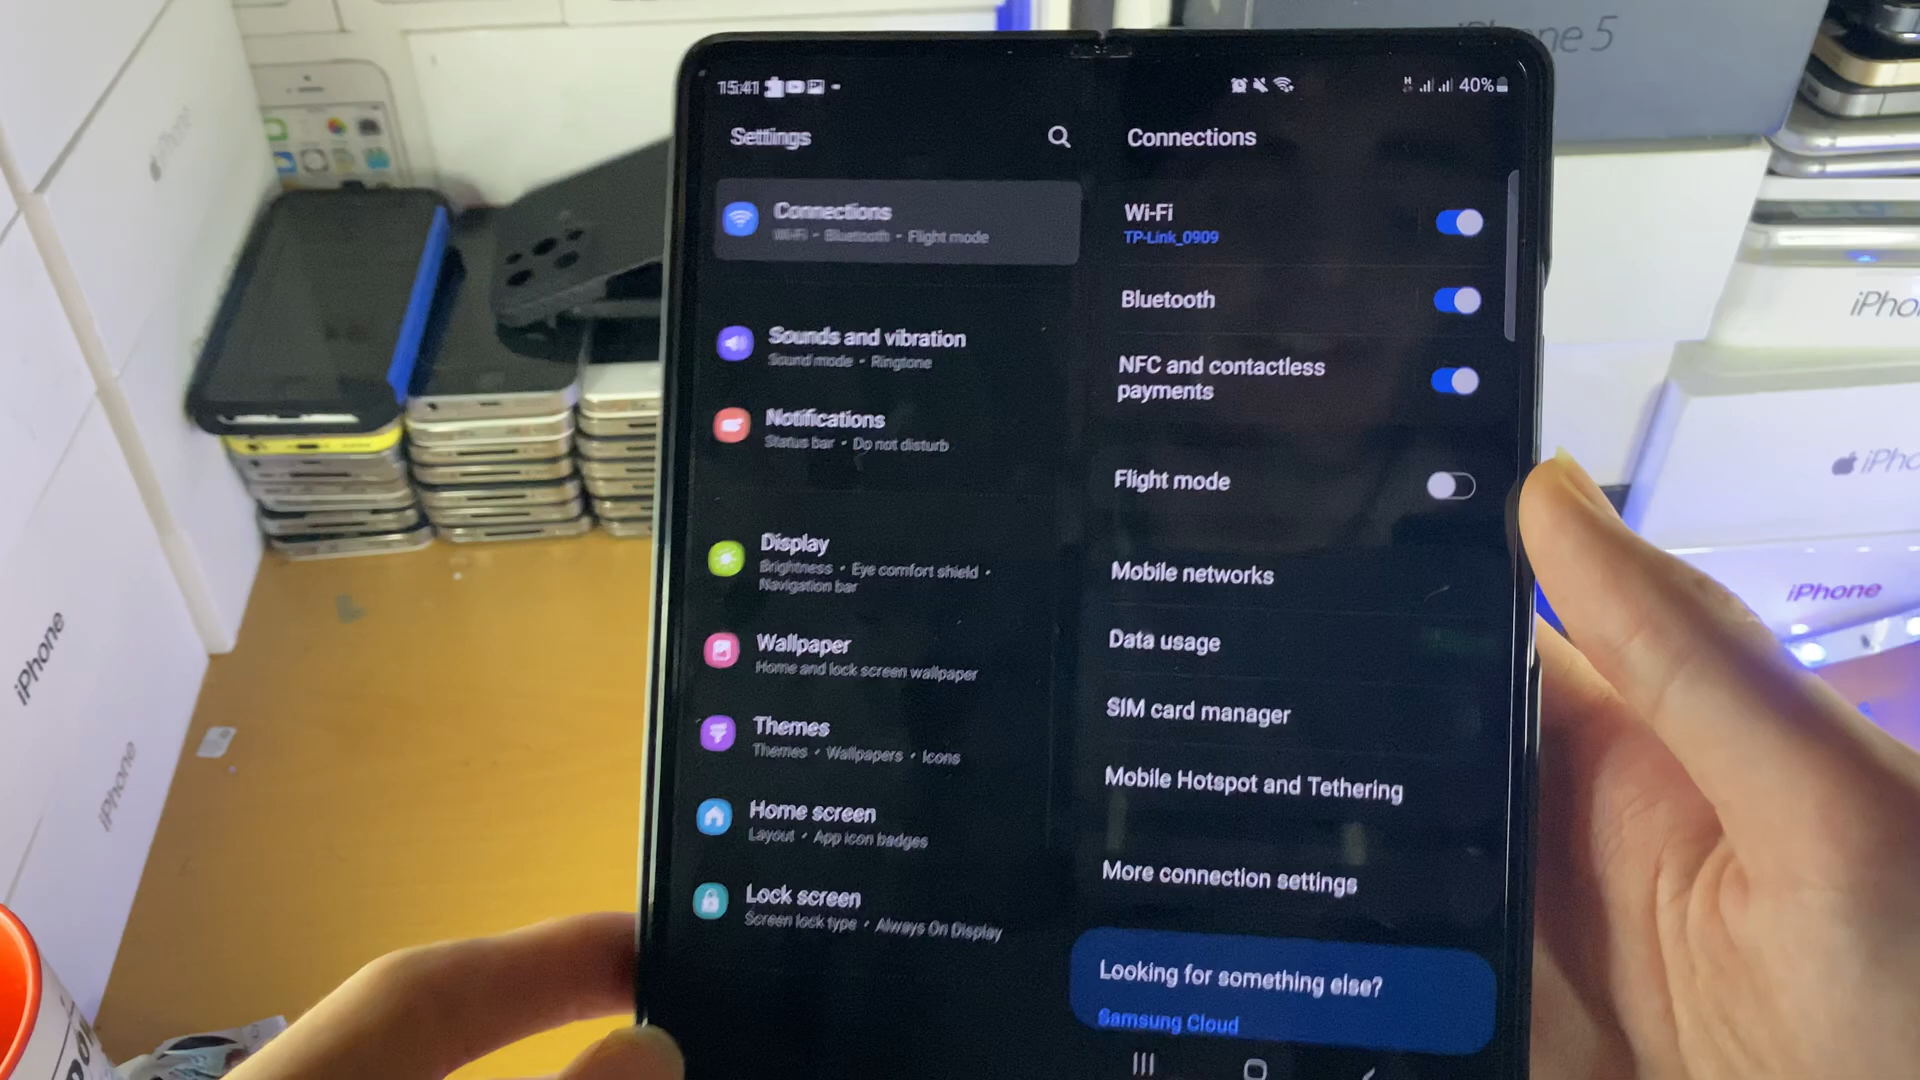 15:41
40%
Settings
Connections
Wi-Fi • Bluetooth • Flight mode
Sounds and vibration
Sound mode • Ringtone
Notifications
Status bar • Do not disturb
Display
Brightness • Eye comfort shield •
Navigation bar
Wallpaper
Home and lock screen wallpaper
Themes
Themes • Wallpapers • Icons
Home screen
Layout • App icon badges
Lock screen
Screen lock type • Always On Display
Connections
Wi-Fi
TP-Link_0909
Bluetooth
NFC and contactless
payments
Flight mode
Mobile networks
Data usage
SIM card manager
Mobile Hotspot and Tethering
More connection settings
Looking for something else?
Samsung Cloud
iPhone 5
iPho
iPho
iPhone
iPhone
iPhone
iPhone